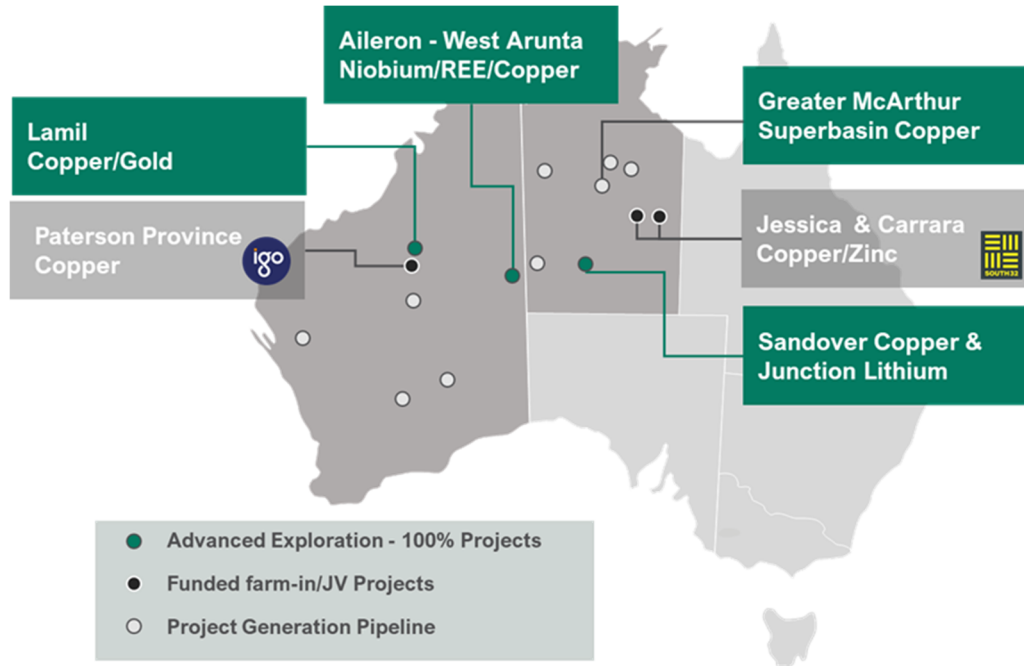 Aileron - West Arunta
Niobium/REE/Copper
Lamil
Copper/Gold
Greater McArthur
Superbasin Copper
Paterson Province
Copper
igo
Jessica & Carrara
Copper/Zinc
SOUTH32
Sandover Copper &
Junction Lithium
Advanced Exploration - 100% Projects
Funded farm-in/JV Projects
Project Generation Pipeline